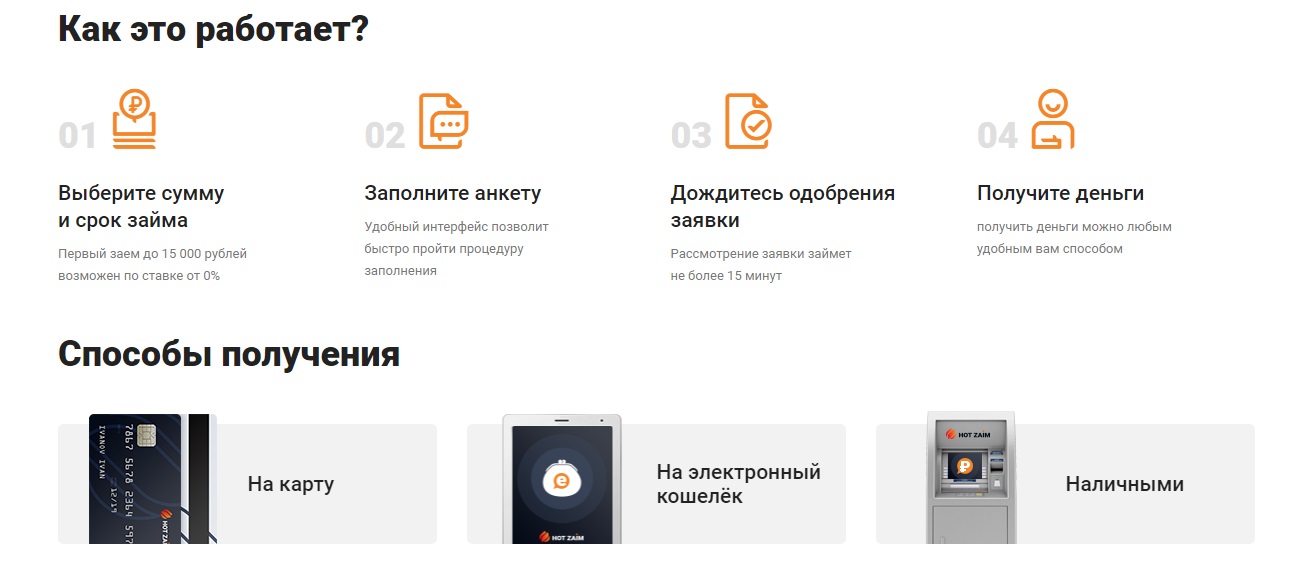 Как это работает?
01
02
03
04
Выберите сумму
и срок займа
Первый заем до 15 000 рублей
возможен по ставке от 0%
Заполните анкету
Удобный интерфейс позволит
быстро пройти процедуру
заполнения
Дождитесь одобрения
заявки
Рассмотрение заявки займет
не более 15 минут
Получите деньги
получить деньги можно любым
удобным вам способом
Способы получения
IVANOV IVAN
12/19
7867 5678 2364 597
HOT ZAI
На карту
HOT ZAIM
На электронный
кошелёк
HOT ZAIM
Наличными